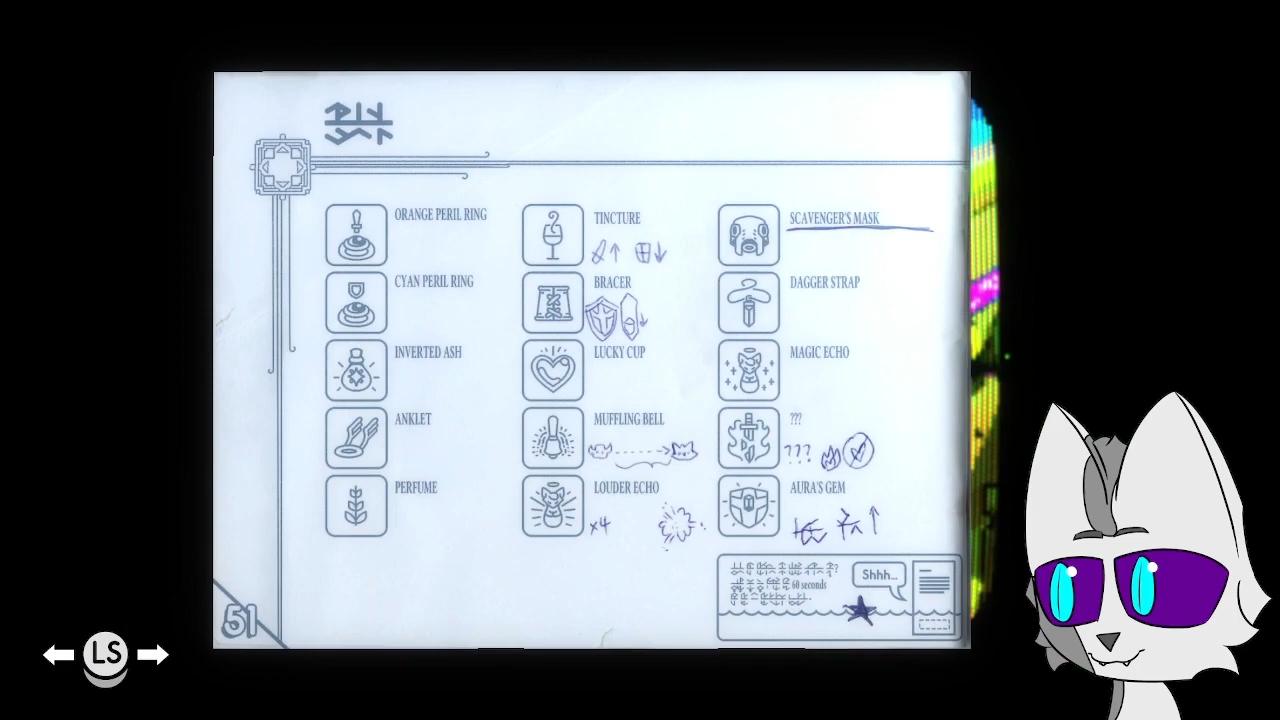 ORANGE PERIL RING
CYAN PERIL RING
INVERTED ASH
ANKLET
PERFUME
TINCTURE
BRACER
LUCKY CUP
MUFFLING BELL
LOUDER ECHO
x4
SCAVENGER'S MASK
DAGGER STRAP
MAGIC ECHO
???
???
AURA'S GEM
?
60 seconds
Shhh...
51
LS